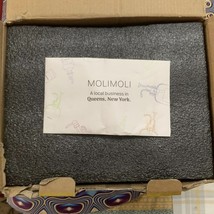 MOLIMOLI
A local business in
Queens, New York